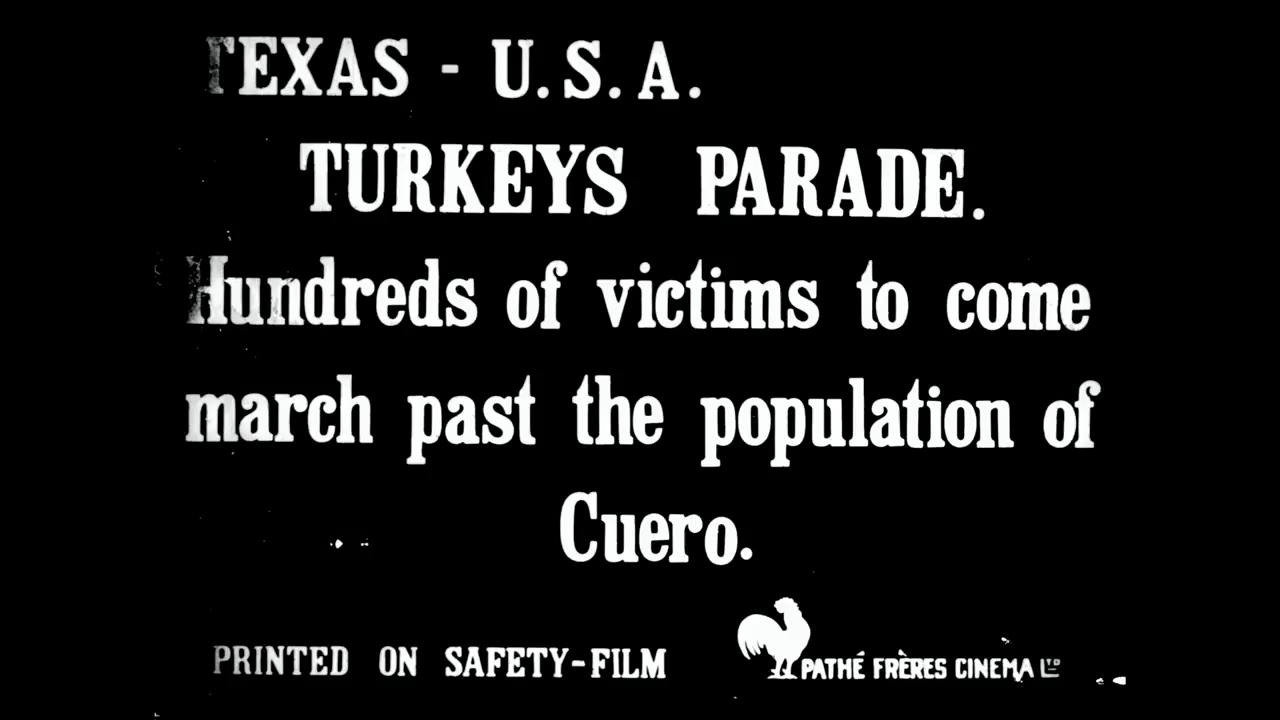 TEXAS - U.S.A.
TURKEYS PARADE.
Hundreds of victims to come
march past the population of
Cuero.
PRINTED ON SAFETY-FILM
PATHÉ FRÈRES CINEMA LTD